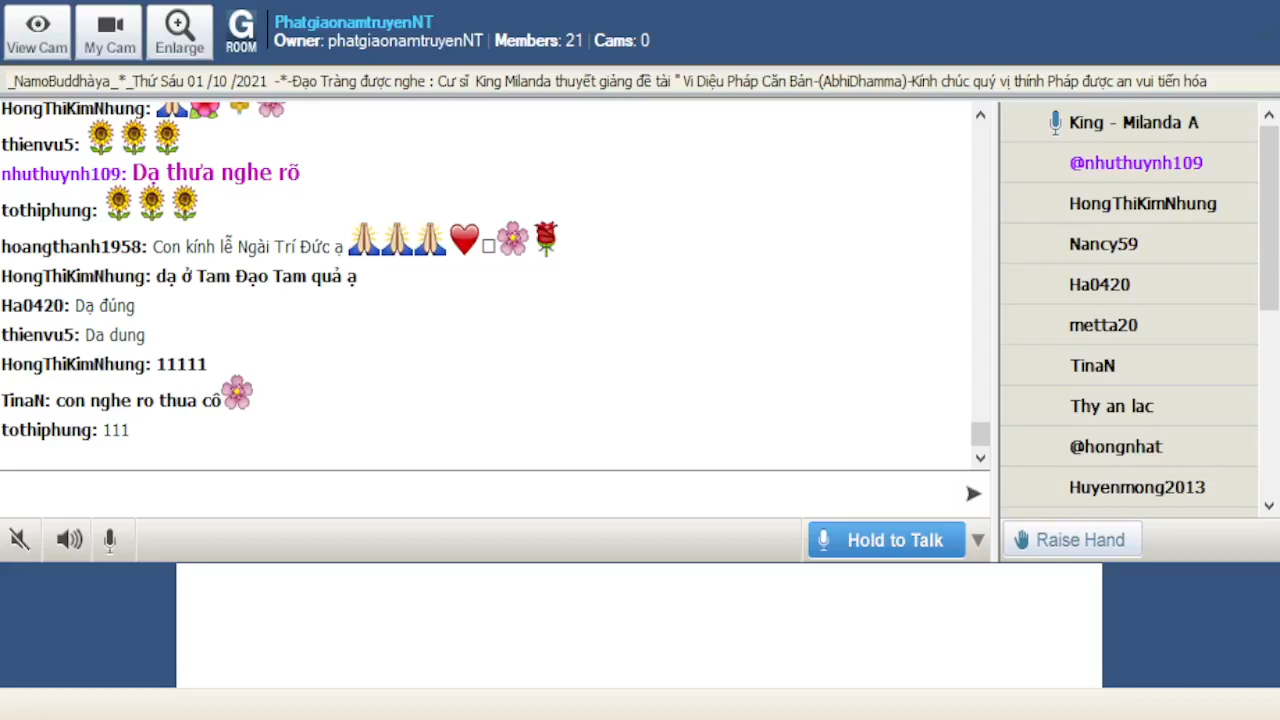 View Cam
My Cam
Enlarge
G
ROOM
PhatgiaonamtruyenNT
Owner: phatgiaonamtruyenNT | Members: 21 | Cams: 0
_NamoBuddhàya_*_Thứ Sáu 01 /10 /2021 -*-Đạo Tràng được nghe : Cư sĩ King Milanda thuyết giảng đề tài " Vi Diệu Pháp Căn Bản-(AbhiDhamma)-Kính chúc quý vị thính Pháp được an vui tiến hóa
HongThiKimNhung:
thienvu5:
nhuthuynh109: Dạ thưa nghe rõ
tothiphung:
hoangthanh1958: Con kính lễ Ngài Trí Đức ạ
HongThiKimNhung: dạ ở Tam Đạo Tam quả ạ
Ha0420: Dạ đúng
thienvu5: Da dung
HongThiKimNhung: 11111
TinaN: con nghe ro thua cô
tothiphung: 111
King - Milanda A
@nhuthuynh109
HongThiKimNhung
Nancy59
Ha0420
metta20
TinaN
Thy an lac
@hongnhat
Huyenmong2013
Hold to Talk
Raise Hand